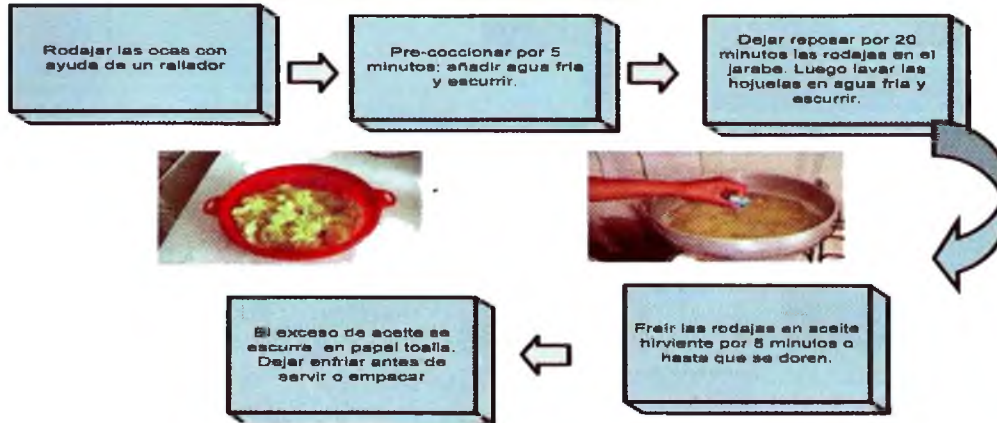 Rodajar las ocas con
ayuda de un rallador
Pre-coccionar por 5
minutos; añadir agua fría
y escurrir.
Dejar reposar por 20
minutos las rodajas en el
jarabe. Luego lavar las
hojuelas en agua fría y
escurrir.
Freír las rodajas en aceite
hirviente por 5 minutos o
hasta que se doren.
El exceso de aceite se
escurre en papel toalla.
Dejar enfriar antes de
servir o empacar